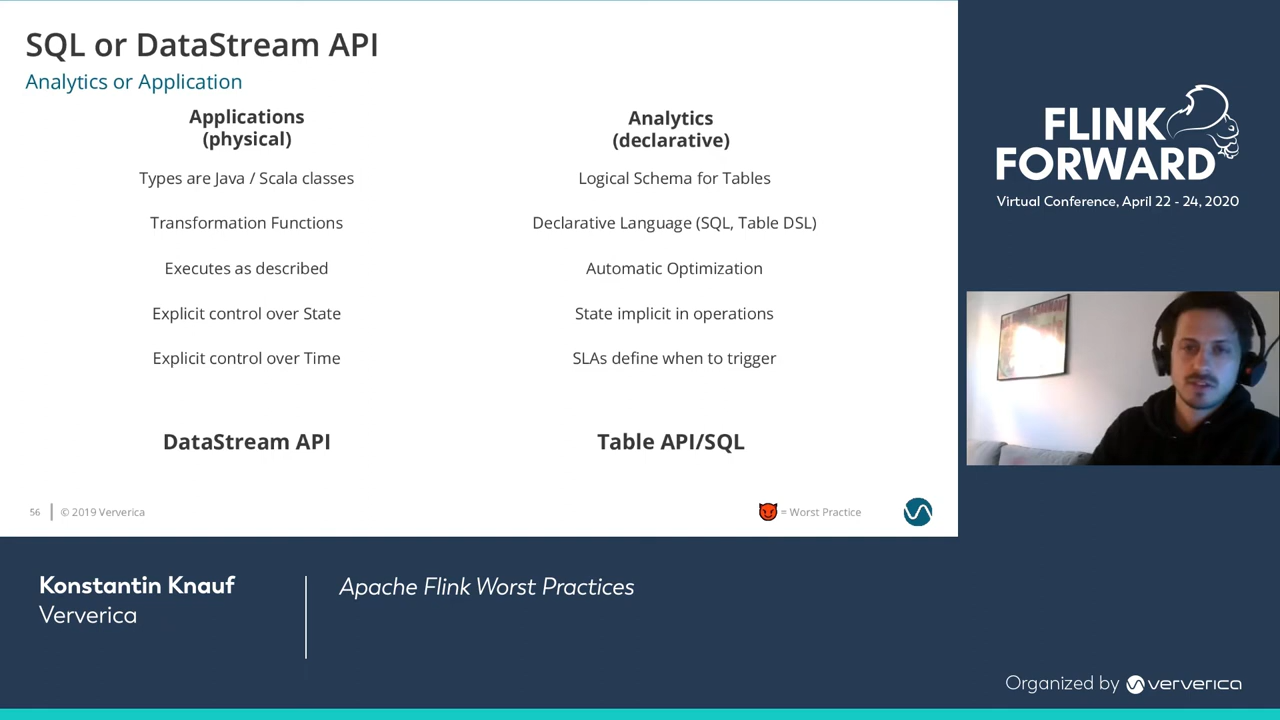 SQL or DataStream API
Analytics or Application
Applications
(physical)
Analytics
(declarative)
Types are Java / Scala classes
Logical Schema for Tables
Transformation Functions
Declarative Language (SQL, Table DSL)
Executes as described
Automatic Optimization
Explicit control over State
State implicit in operations
Explicit control over Time
SLAs define when to trigger
DataStream API
Table API/SQL
56
© 2019 Ververica
= Worst Practice
FLINK
FORWARD
Virtual Conference, April 22 - 24, 2020
Konstantin Knauf
Ververica
Apache Flink Worst Practices
Organized by ververica